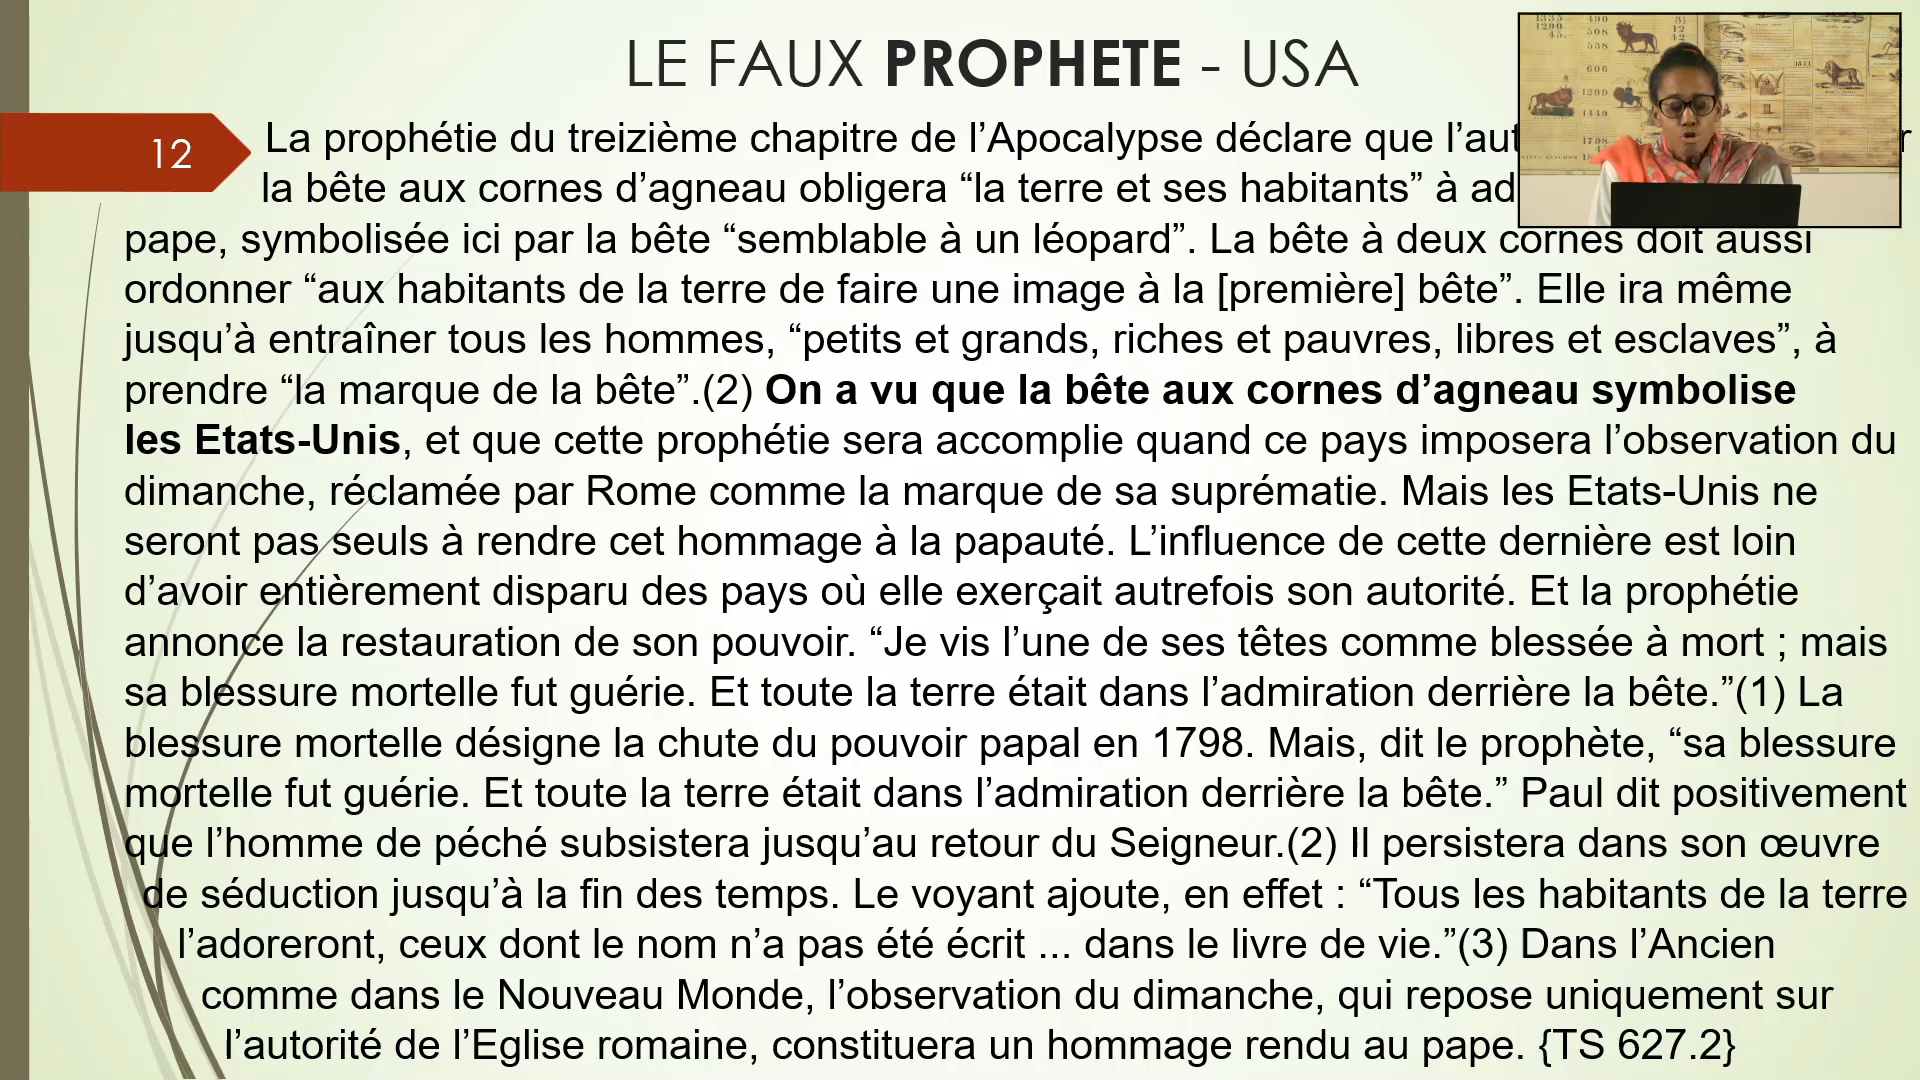 LE FAUX PROPHETE - USA
12
La prophétie du treizième chapitre de l’Apocalypse déclare que
la bête aux cornes d’agneau obligera “la terre et ses habitants” à
pape, symbolisée ici par la bête “semblable à un léopard”. La bête à deux cornes doit aussi
ordonner “aux habitants de la terre de faire une image à la [première] bête”. Elle ira même
jusqu’à entraîner tous les hommes, “petits et grands, riches et pauvres, libres et esclaves”, à
prendre “la marque de la bête”.(2) On a vu que la bête aux cornes d’agneau symbolise
les Etats-Unis, et que cette prophétie sera accomplie quand ce pays imposera l’observation du
dimanche, réclamée par Rome comme la marque de sa suprématie. Mais les Etats-Unis ne
seront pas seuls à rendre cet hommage à la papauté. L’influence de cette dernière est loin
d’avoir entièrement disparu des pays où elle exerçait autrefois son autorité. Et la prophétie
annonce la restauration de son pouvoir. “Je vis l’une de ses têtes comme blessée à mort ; mais
sa blessure mortelle fut guérie. Et toute la terre était dans l’admiration derrière la bête.”(1) La
blessure mortelle désigne la chute du pouvoir papal en 1798. Mais, dit le prophète, “sa blessure
mortelle fut guérie. Et toute la terre était dans l’admiration derrière la bête.” Paul dit positivement
que l’homme de péché subsistera jusqu’au retour du Seigneur.(2) Il persistera dans son œuvre
de séduction jusqu’à la fin des temps. Le voyant ajoute, en effet : “Tous les habitants de la terre
l’adoreront, ceux dont le nom n’a pas été écrit ... dans le livre de vie.”(3) Dans l’Ancien
comme dans le Nouveau Monde, l’observation du dimanche, qui repose uniquement sur
l’autorité de l’Eglise romaine, constituera un hommage rendu au pape. {TS 627.2}